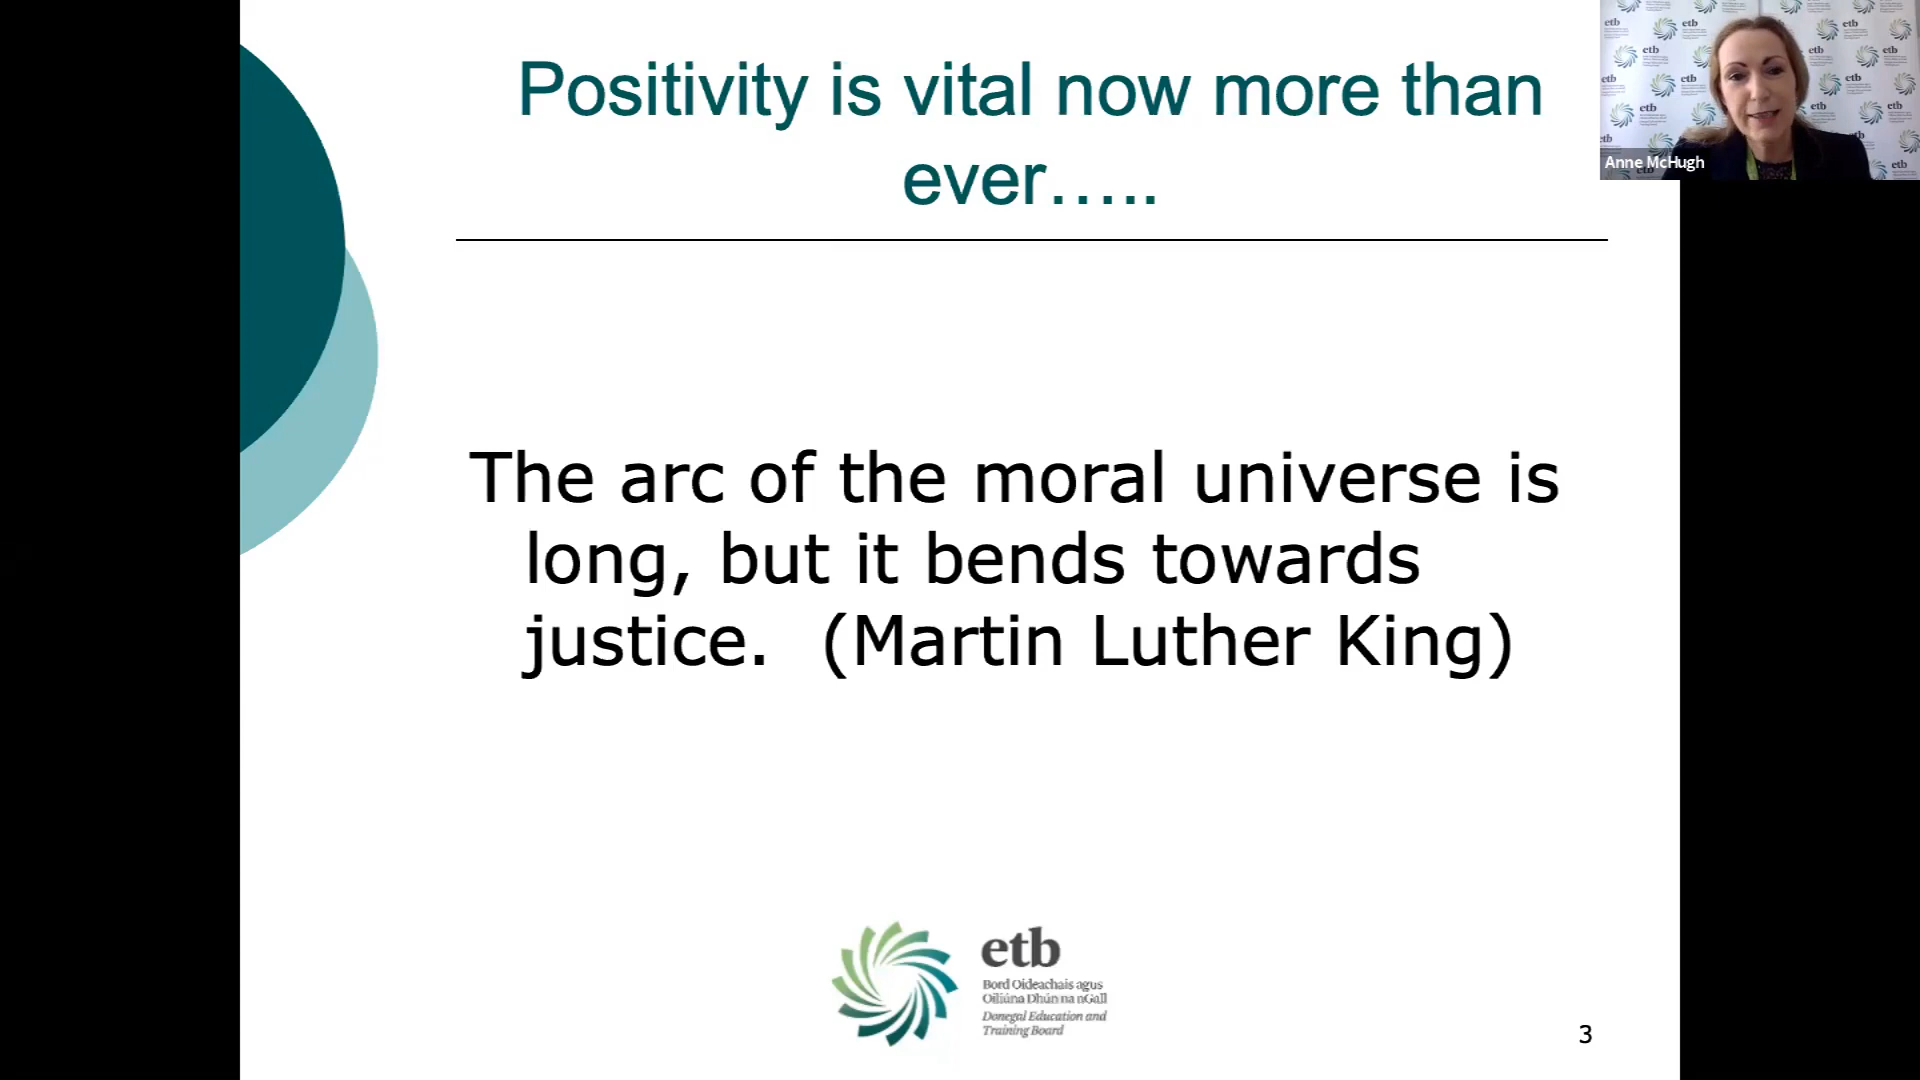 Positivity is vital now more than
ever…..
Anne McHugh
The arc of the moral universe is
long, but it bends towards
justice.  (Martin Luther King)
etb
Bord Oideachais agus
Oiliúna Dhún na nGall
Donegal Education and
Training Board
3